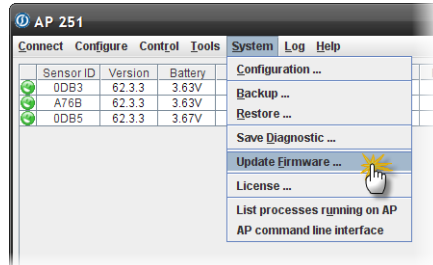 AP 251
Connect Configure Control Tools System Log Help
Sensor ID Version Battery
0DB3 62.3.3 3.63V
A76B 62.3.3 3.63V
0DB5 62.3.3 3.67V
Configuration ...
Backup ...
Restore ...
Save Diagnostic ...
Update Firmware ...
License ...
List processes running on AP
AP command line interface